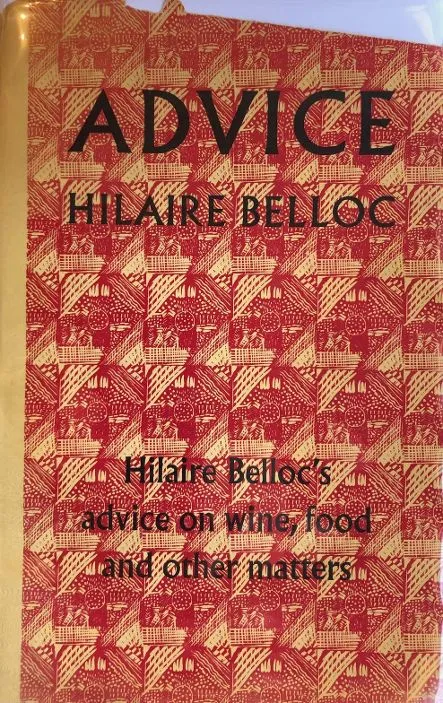 ADVICE
HILAIRE BELLOC
Hilaire Belloc's
advice on wine, food
and other matters